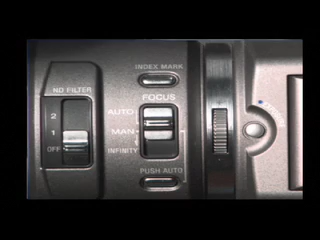 INDEX MARK
ND FILTER
FOCUS
2
AUTO
1
MAN
OFF
INFINITY
PUSH AUTO